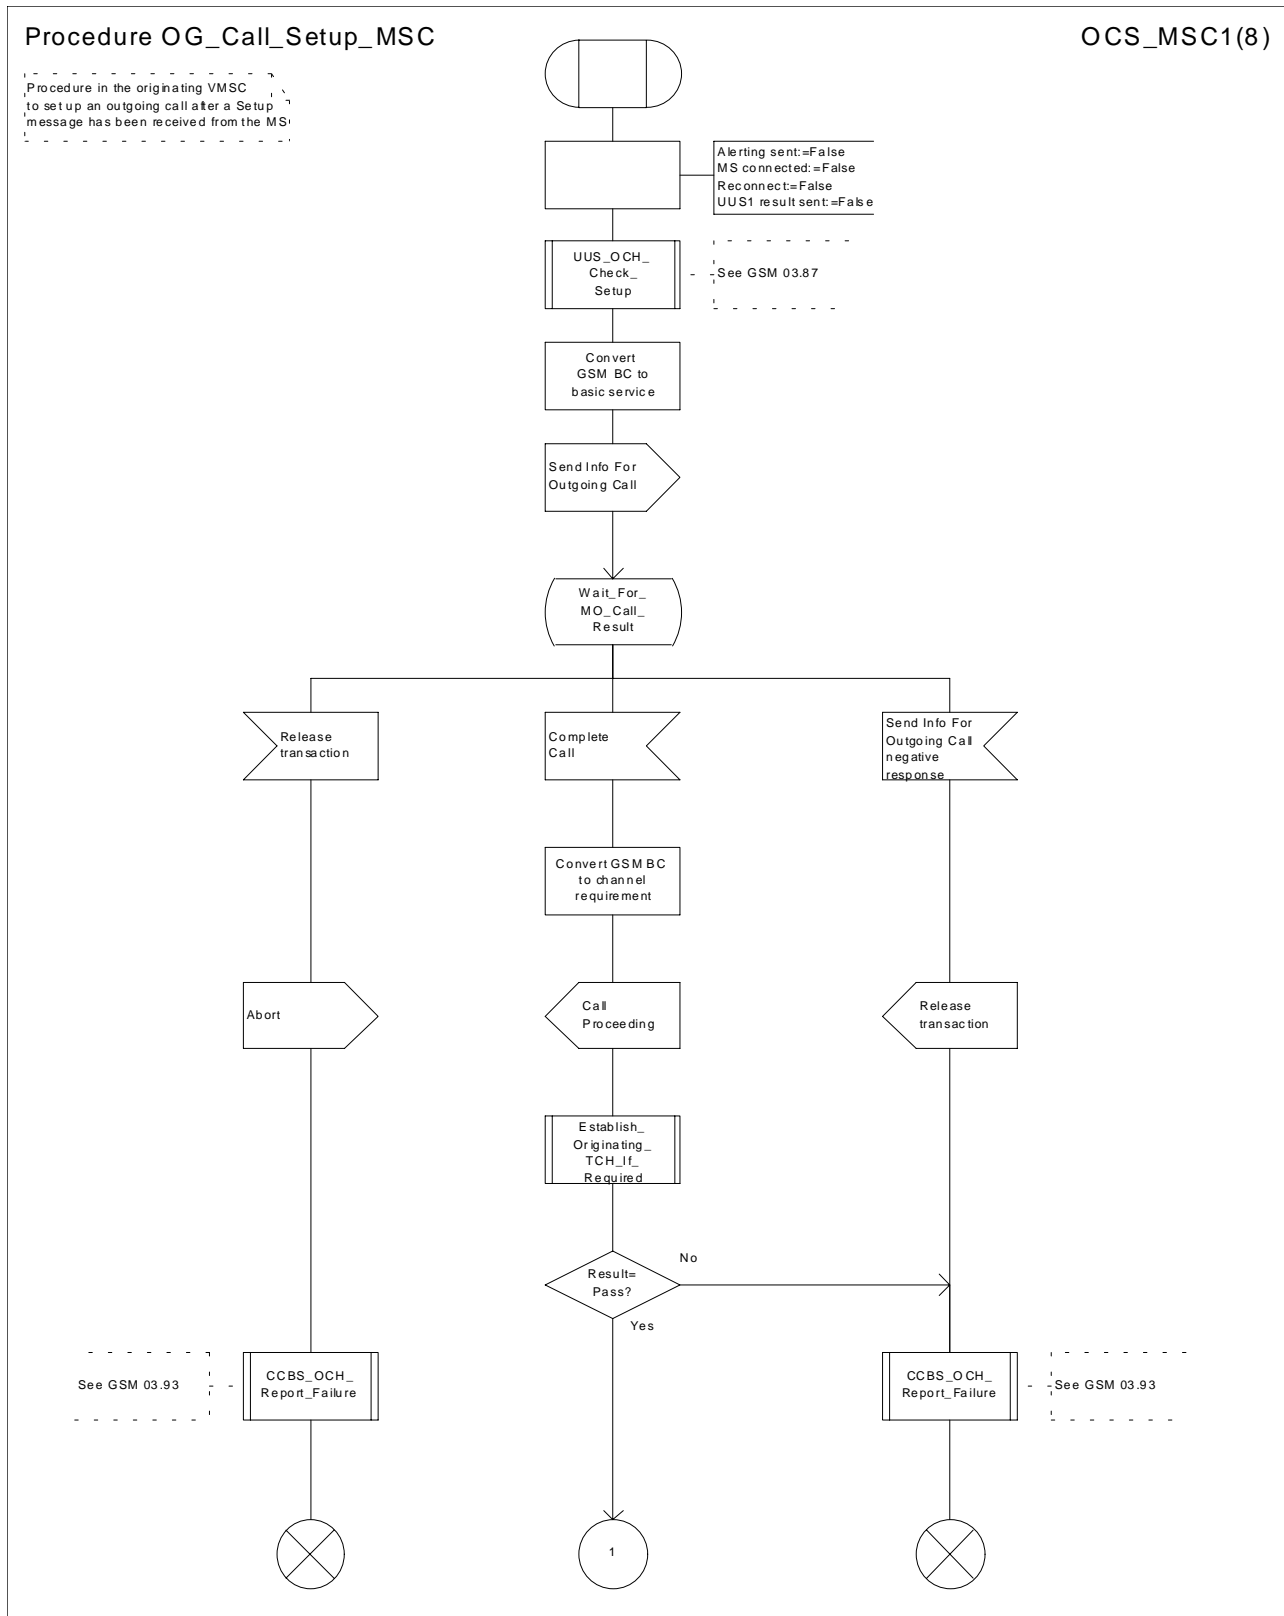 Procedure OG_Call_Setup_MSC
OCS_MSC1(8)
Procedure in the originating VMSC
to set up an outgoing call after a Setup
message has been received from the MS
Alerting sent:=False
MS connected:=False
Reconnect:=False
UUS1 result sent:=False
UUS_OCH_
Check_
Setup
See GSM 03.87
Convert
GSM BC to
basic service
Send Info For
Outgoing Call
Wait_For_
MO_Call_
Result
Release
transaction
Complete
Call
Send Info For
Outgoing Call
negative
response
Convert GSM BC
to channel
requirement
Abort
Call
Proceeding
Release
transaction
Establish_
Originating_
TCH_If_
Required
Result=
Pass?
No
Yes
See GSM 03.93
CCBS_OCH_
Report_Failure
CCBS_OCH_
Report_Failure
See GSM 03.93
1